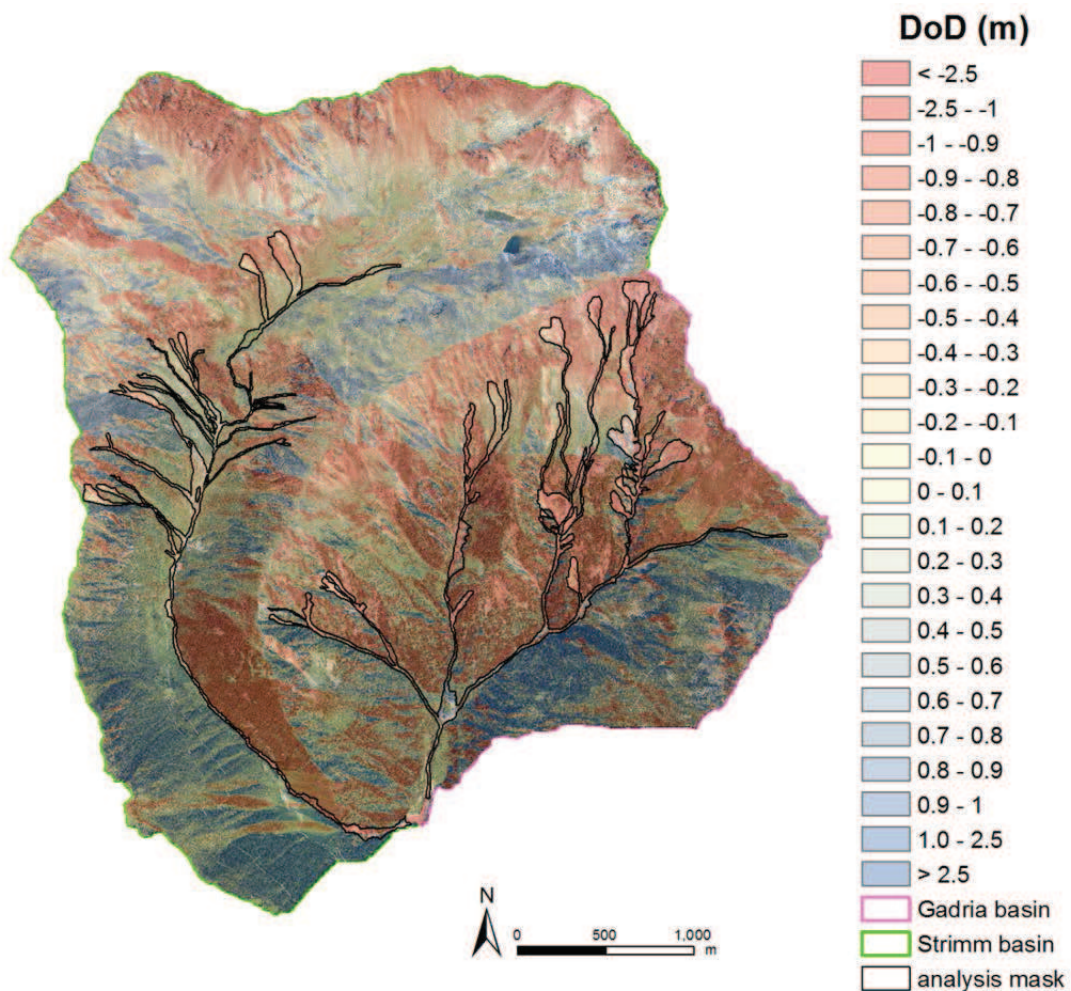 DoD (m)
< -2.5
-2.5 - -1
-1 - -0.9
-0.9 - -0.8
-0.8 - -0.7
-0.7 - -0.6
-0.6 - -0.5
-0.5 - -0.4
-0.4 - -0.3
-0.3 - -0.2
-0.2 - -0.1
-0.1 - 0
0 - 0.1
0.1 - 0.2
0.2 - 0.3
0.3 - 0.4
0.4 - 0.5
0.5 - 0.6
0.6 - 0.7
0.7 - 0.8
0.8 - 0.9
0.9 - 1
1.0 - 2.5
> 2.5
Gadria basin
Strimm basin
analysis mask
N
0 500 1.000
m